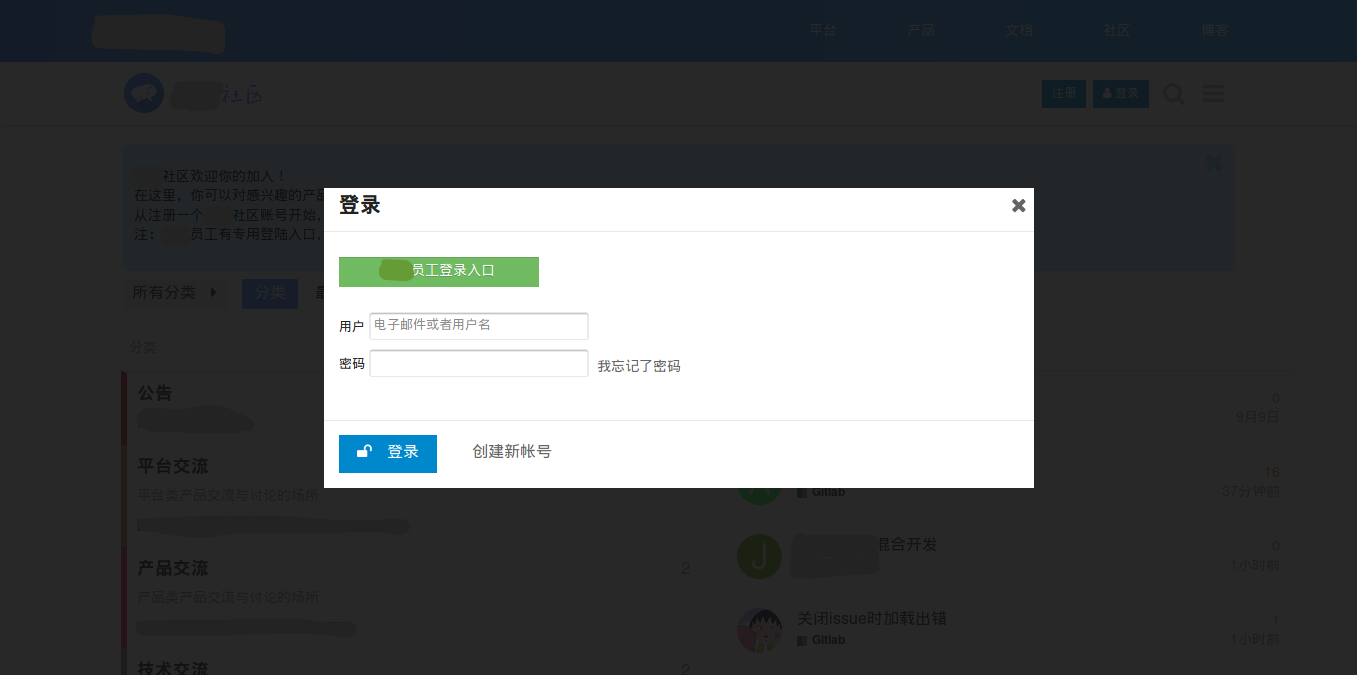 平台 产品 文档 社区 博客
社区
注册 登录
社区欢迎你的加入！
在这里，你可以对感兴趣的产品
从注册一个 社区账号开始，
注： 员工有专用登陆入口，
登录
员工登录入口
用户 电子邮件或者用户名
密码 我忘记了密码
登录 创建新帐号
所有分类 分类
分类
公告
平台交流
平台类产品交流与讨论的场所
产品交流 2
产品类产品交流与讨论的场所
技术交流 2
0
9月9日
16
Gitlab 37分钟前
J 混合开发 0
1小时前
关闭issue时加载出错 1
Gitlab 1小时前